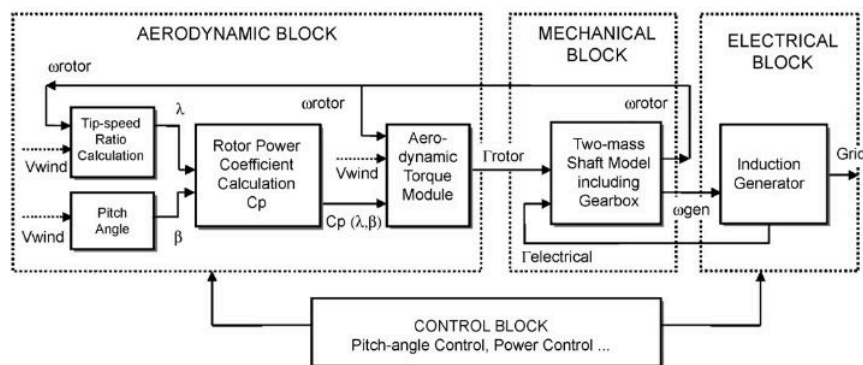 AERODYNAMIC BLOCK
MECHANICAL
BLOCK
ELECTRICAL
BLOCK
ωrotor
ωrotor
ωrotor
λ
Tip-speed
Ratio
Calculation
Vwind
Rotor Power
Coefficient
Calculation
Cp
Aero-
dynamic
Torque
Module
Vwind
Γrotor
Two-mass
Shaft Model
including
Gearbox
Induction
Generator
Grid
Pitch
Angle
Vwind
β
Cp (λ,β)
ωgen
Γelectrical
CONTROL BLOCK
Pitch-angle Control, Power Control ...